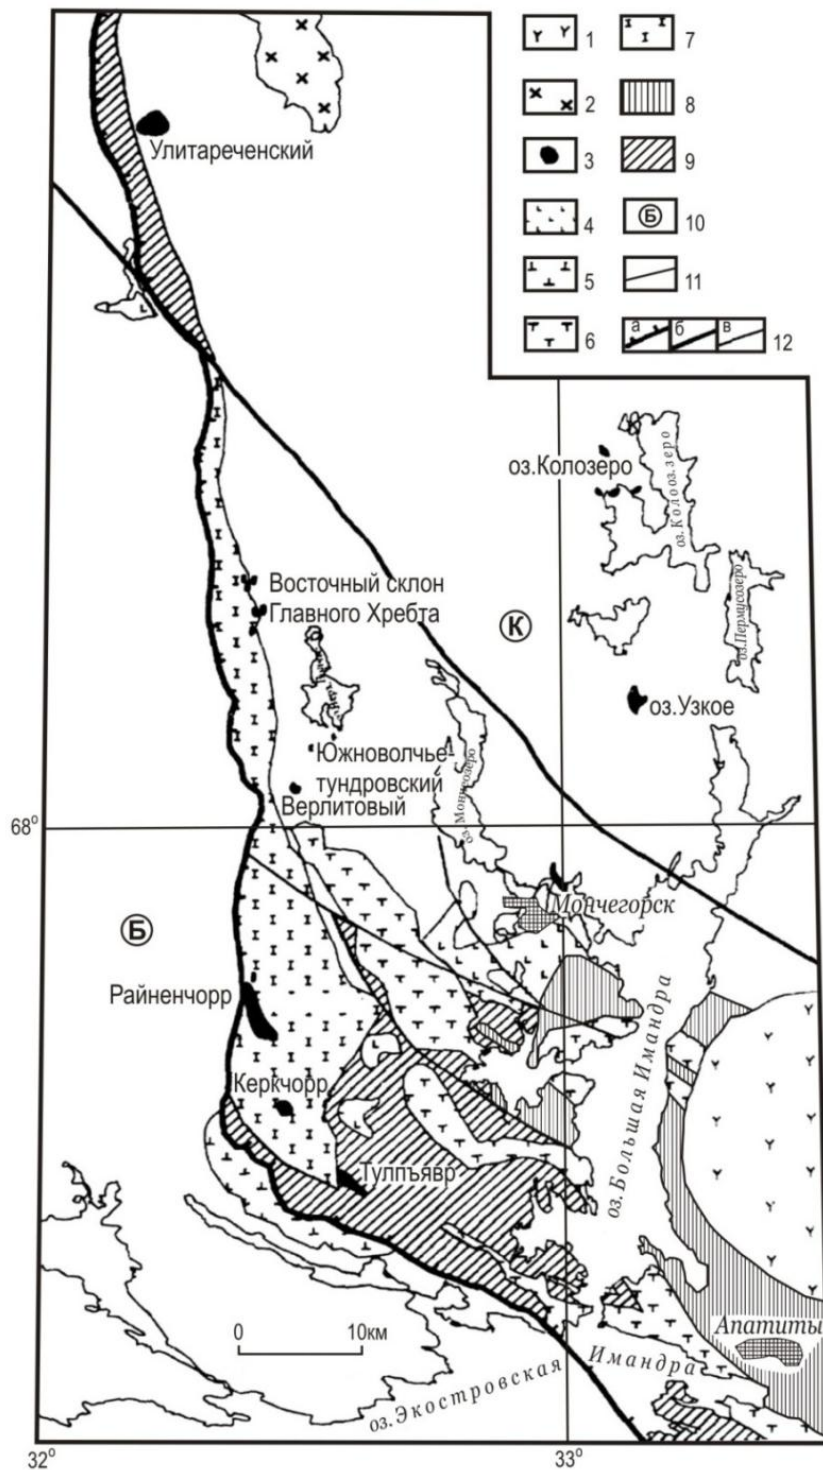 1
2
3
4
5
6
7
8
9
Б
10
11
а б в
12
Улитареченский
оз.Колозеро
оз.Колоозеро
Восточный склон
Главного Хребта
К
оз.Пермусозеро
оз.Узкое
Южноволчье-
тундровский
Верлитовый
оз.Мончеозеро
68°
Мончегорск
Б
Райненчорр
оз.Большая Имандра
Керкчорр
Тулпъявр
0 10км
Апатиты
оз.Экостровская Имандра
32°
33°